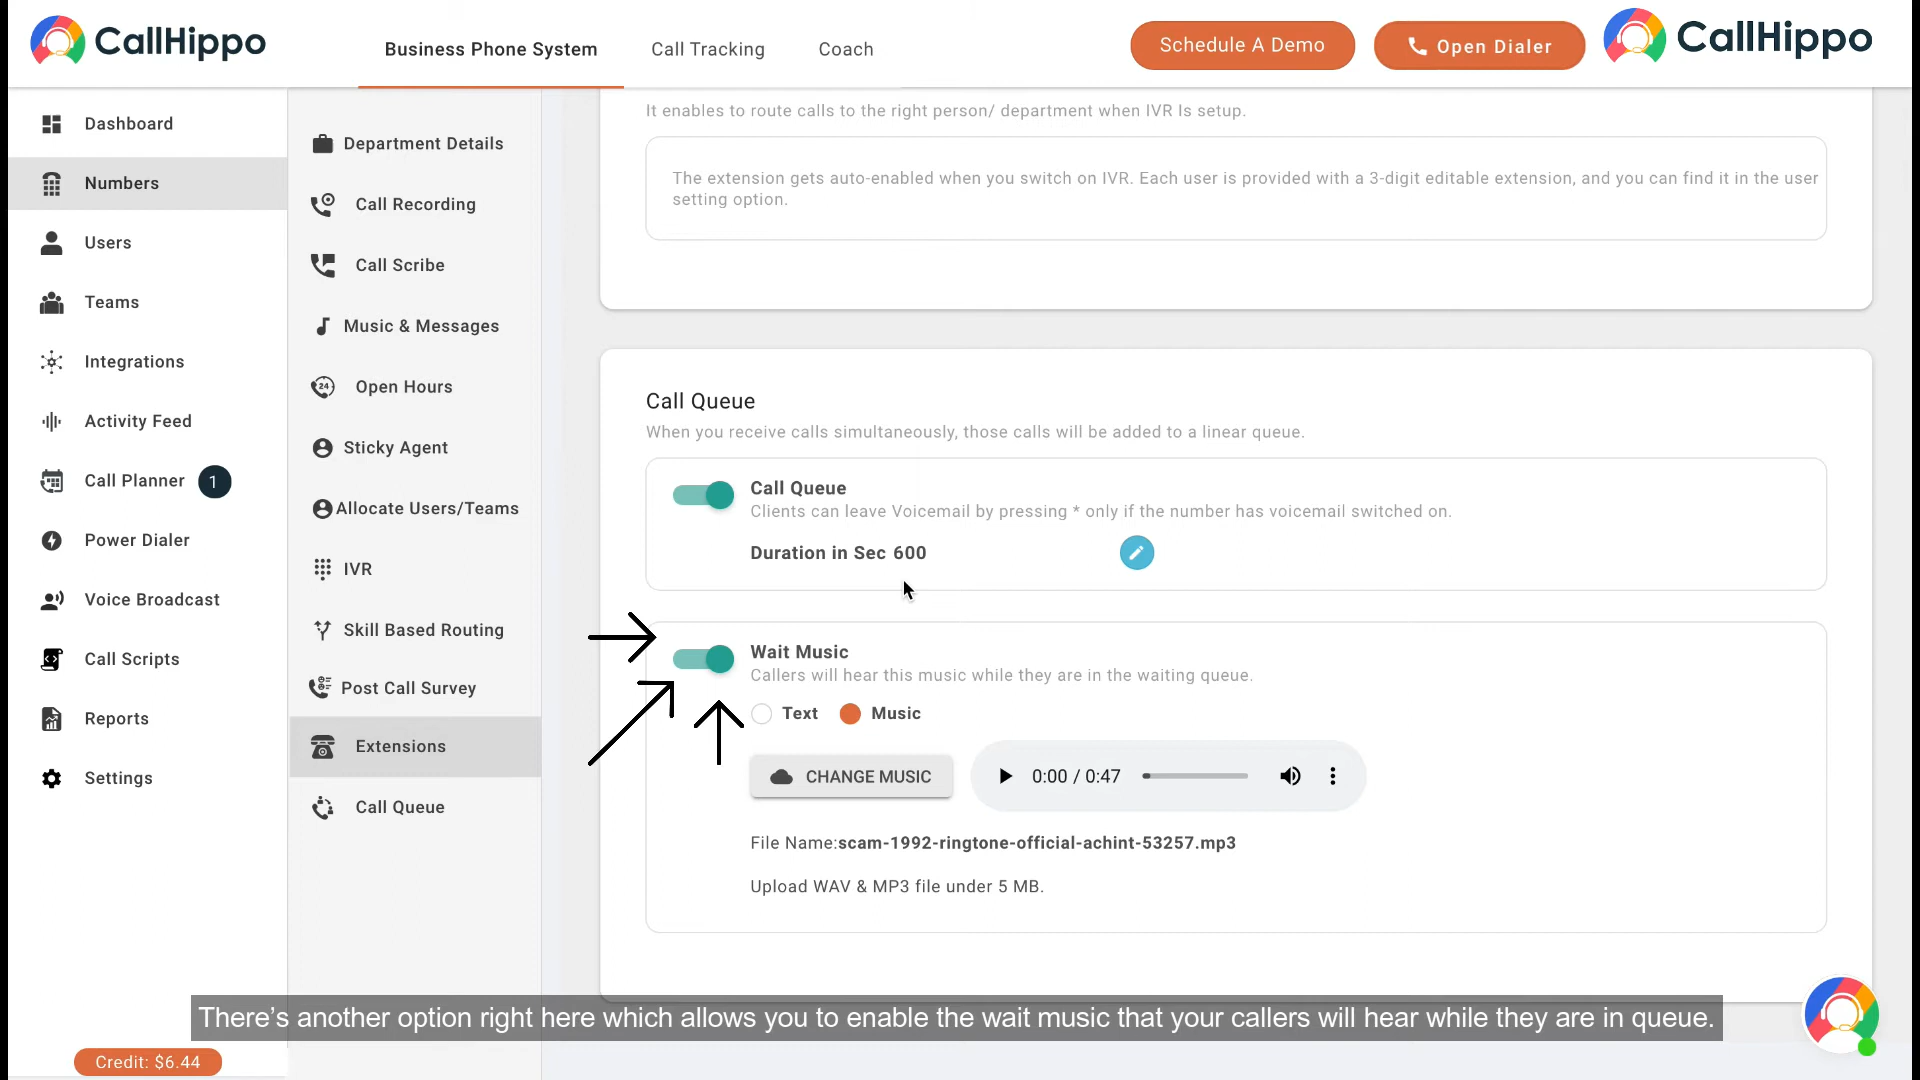 CallHippo
Business Phone System
Call Tracking
Coach
Schedule A Demo
Open Dialer
CallHippo
Dashboard
Numbers
Users
Teams
Integrations
Activity Feed
Call Planner 1
Power Dialer
Voice Broadcast
Call Scripts
Reports
Settings
Credit: $6.44
Department Details
Call Recording
Call Scribe
Music & Messages
24 Open Hours
Sticky Agent
Allocate Users/Teams
IVR
Skill Based Routing
Post Call Survey
Extensions
Call Queue
It enables to route calls to the right person/ department when IVR Is setup.
The extension gets auto-enabled when you switch on IVR. Each user is provided with a 3-digit editable extension, and you can find it in the user
setting option.
Call Queue
When you receive calls simultaneously, those calls will be added to a linear queue.
Call Queue
Clients can leave Voicemail by pressing * only if the number has voicemail switched on.
Duration in Sec 600
Wait Music
Callers will hear this music while they are in the waiting queue.
Text Music
CHANGE MUSIC
0:00 / 0:47
File Name:scam-1992-ringtone-official-achint-53257.mp3
Upload WAV & MP3 file under 5 MB.
There's another option right here which allows you to enable the wait music that your callers will hear while they are in queue.